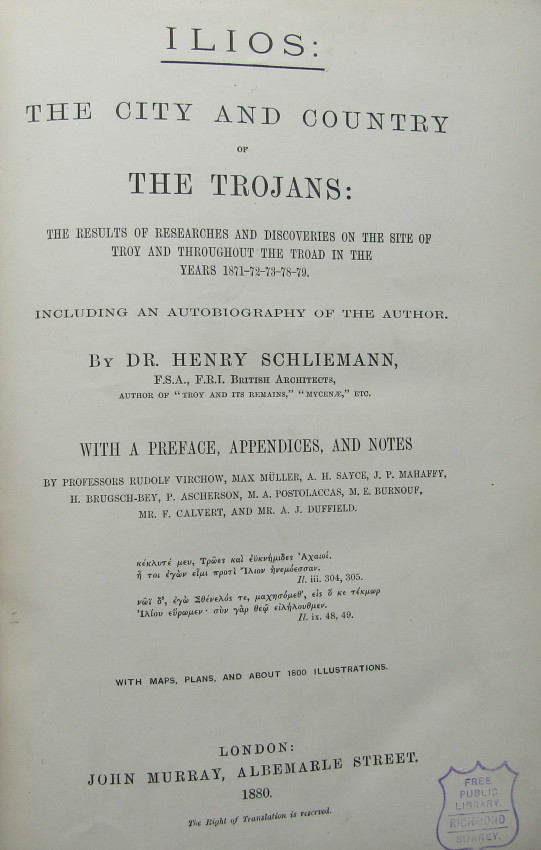 ILIOS:
THE CITY AND COUNTRY
OF
THE TROJANS:
THE RESULTS OF RESEARCHES AND DISCOVERIES ON THE SITE OF
TROY AND THROUGHOUT THE TROAD IN THE
YEARS 1871-72-73-78-79.
INCLUDING AN AUTOBIOGRAPHY OF THE AUTHOR.
BY DR. HENRY SCHLIEMANN,
F.S.A., F.R.I. BRITISH ARCHITECTS,
AUTHOR OF "TROY AND ITS REMAINS," "MYCENÆ," ETC.
WITH A PREFACE, APPENDICES, AND NOTES
BY PROFESSORS RUDOLF VIRCHOW, MAX MÜLLER, A. H. SAYCE, J. P. MAHAFFY,
H. BRUGSCH-BEY, P. ASCHERSON, M. A. POSTOLACCAS, M. E. BURNOUF,
MR. F. CALVERT, AND MR. A. J. DUFFIELD.
κέκλυτέ μευ, Τρῶες καὶ ἐϋκνήμιδες Ἀχαιοί.
ἤ τοι ἐγὼν εἶμι προτὶ Ἴλιον ἠνεμόεσσαν.
Il. iii. 304, 305.
νῶϊ δ', ἐγὼ Σθένελός τε, μαχησόμεθ', εἰς ὅ κε τέκμωρ
Ἰλίου εὕρωμεν· σὺν γὰρ θεῷ εἰλήλουθμεν.
Il. ix. 48, 49.
WITH MAPS, PLANS, AND ABOUT 1800 ILLUSTRATIONS.
LONDON:
JOHN MURRAY, ALBEMARLE STREET.
1880.
The Right of Translation is reserved.
FREE
PUBLIC
LIBRARY.
RICHMOND
SURREY.